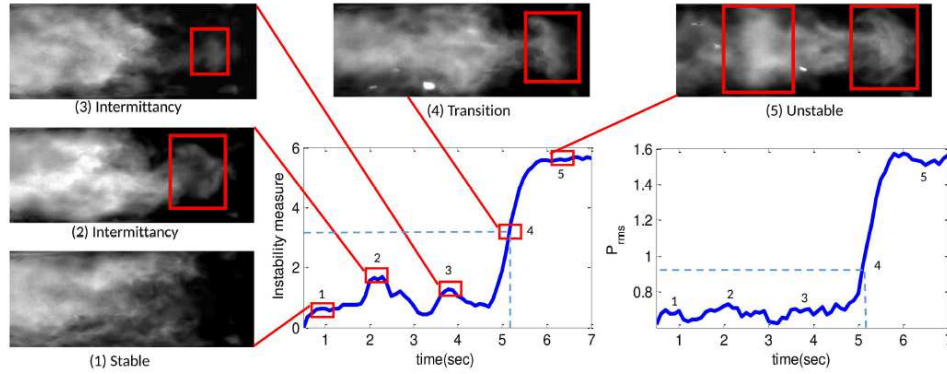 (3) Intermittancy
(4) Transition
(5) Unstable
(2) Intermittancy
(1) Stable
Instability measure
6
4
2
0
1
2
3
4
5
1 2 3 4 5 6 7
time(sec)
P_rms
1.6
1.4
1.2
1
0.8
1
2
3
4
5
1 2 3 4 5 6 7
time(sec)